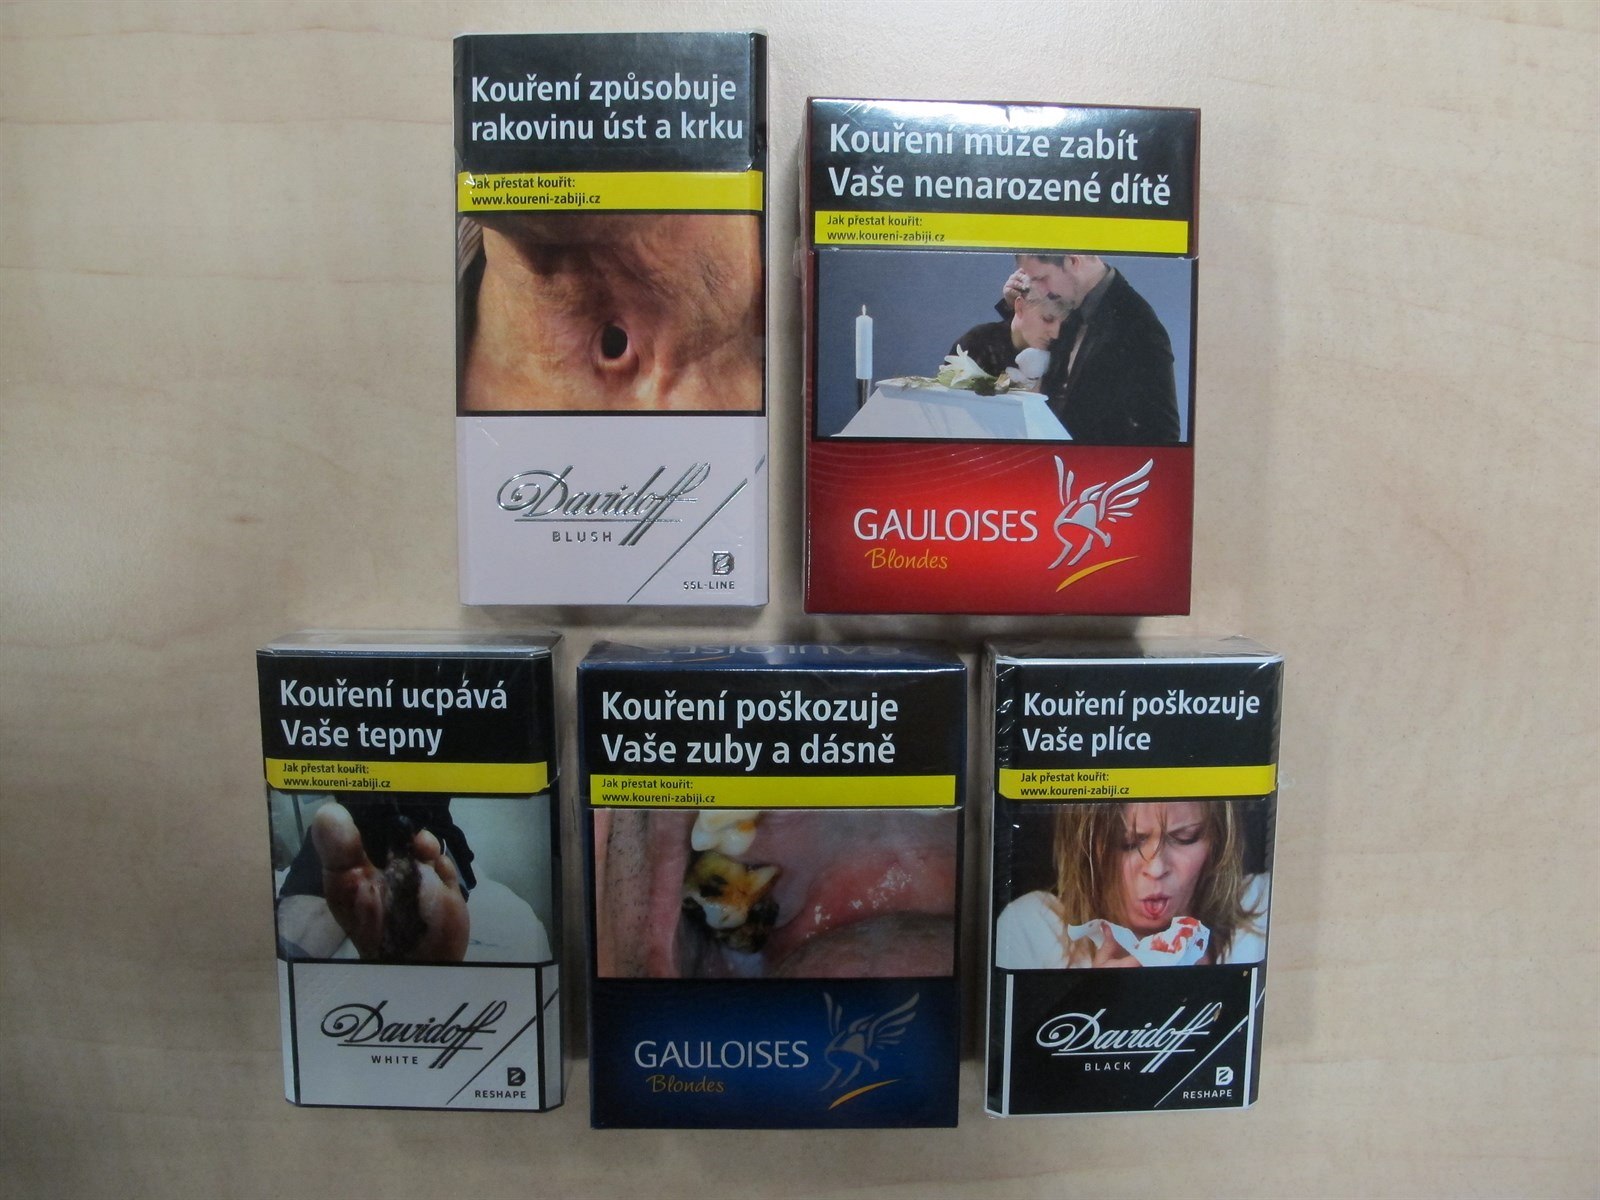 Kouření způsobuje
rakovinu úst a krku
Jak přestat kouřit:
www.koureni-zabiji.cz
Davidoff
BLUSH
SSL-LINE
Kouření může zabít
Vaše nenarozené dítě
Jak přestat kouřit:
www.koureni-zabiji.cz
GAULOISES
Blondes
Kouření ucpává
Vaše tepny
Jak přestat kouřit:
www.koureni-zabiji.cz
Davidoff
WHITE
RESHAPE
GAULOISES
Kouření poškozuje
Vaše zuby a dásně
Jak přestat kouřit:
www.koureni-zabiji.cz
GAULOISES
Blondes
Kouření poškozuje
Vaše plíce
Jak přestat kouřit:
www.koureni-zabiji.cz
Davidoff
BLACK
RESHAPE